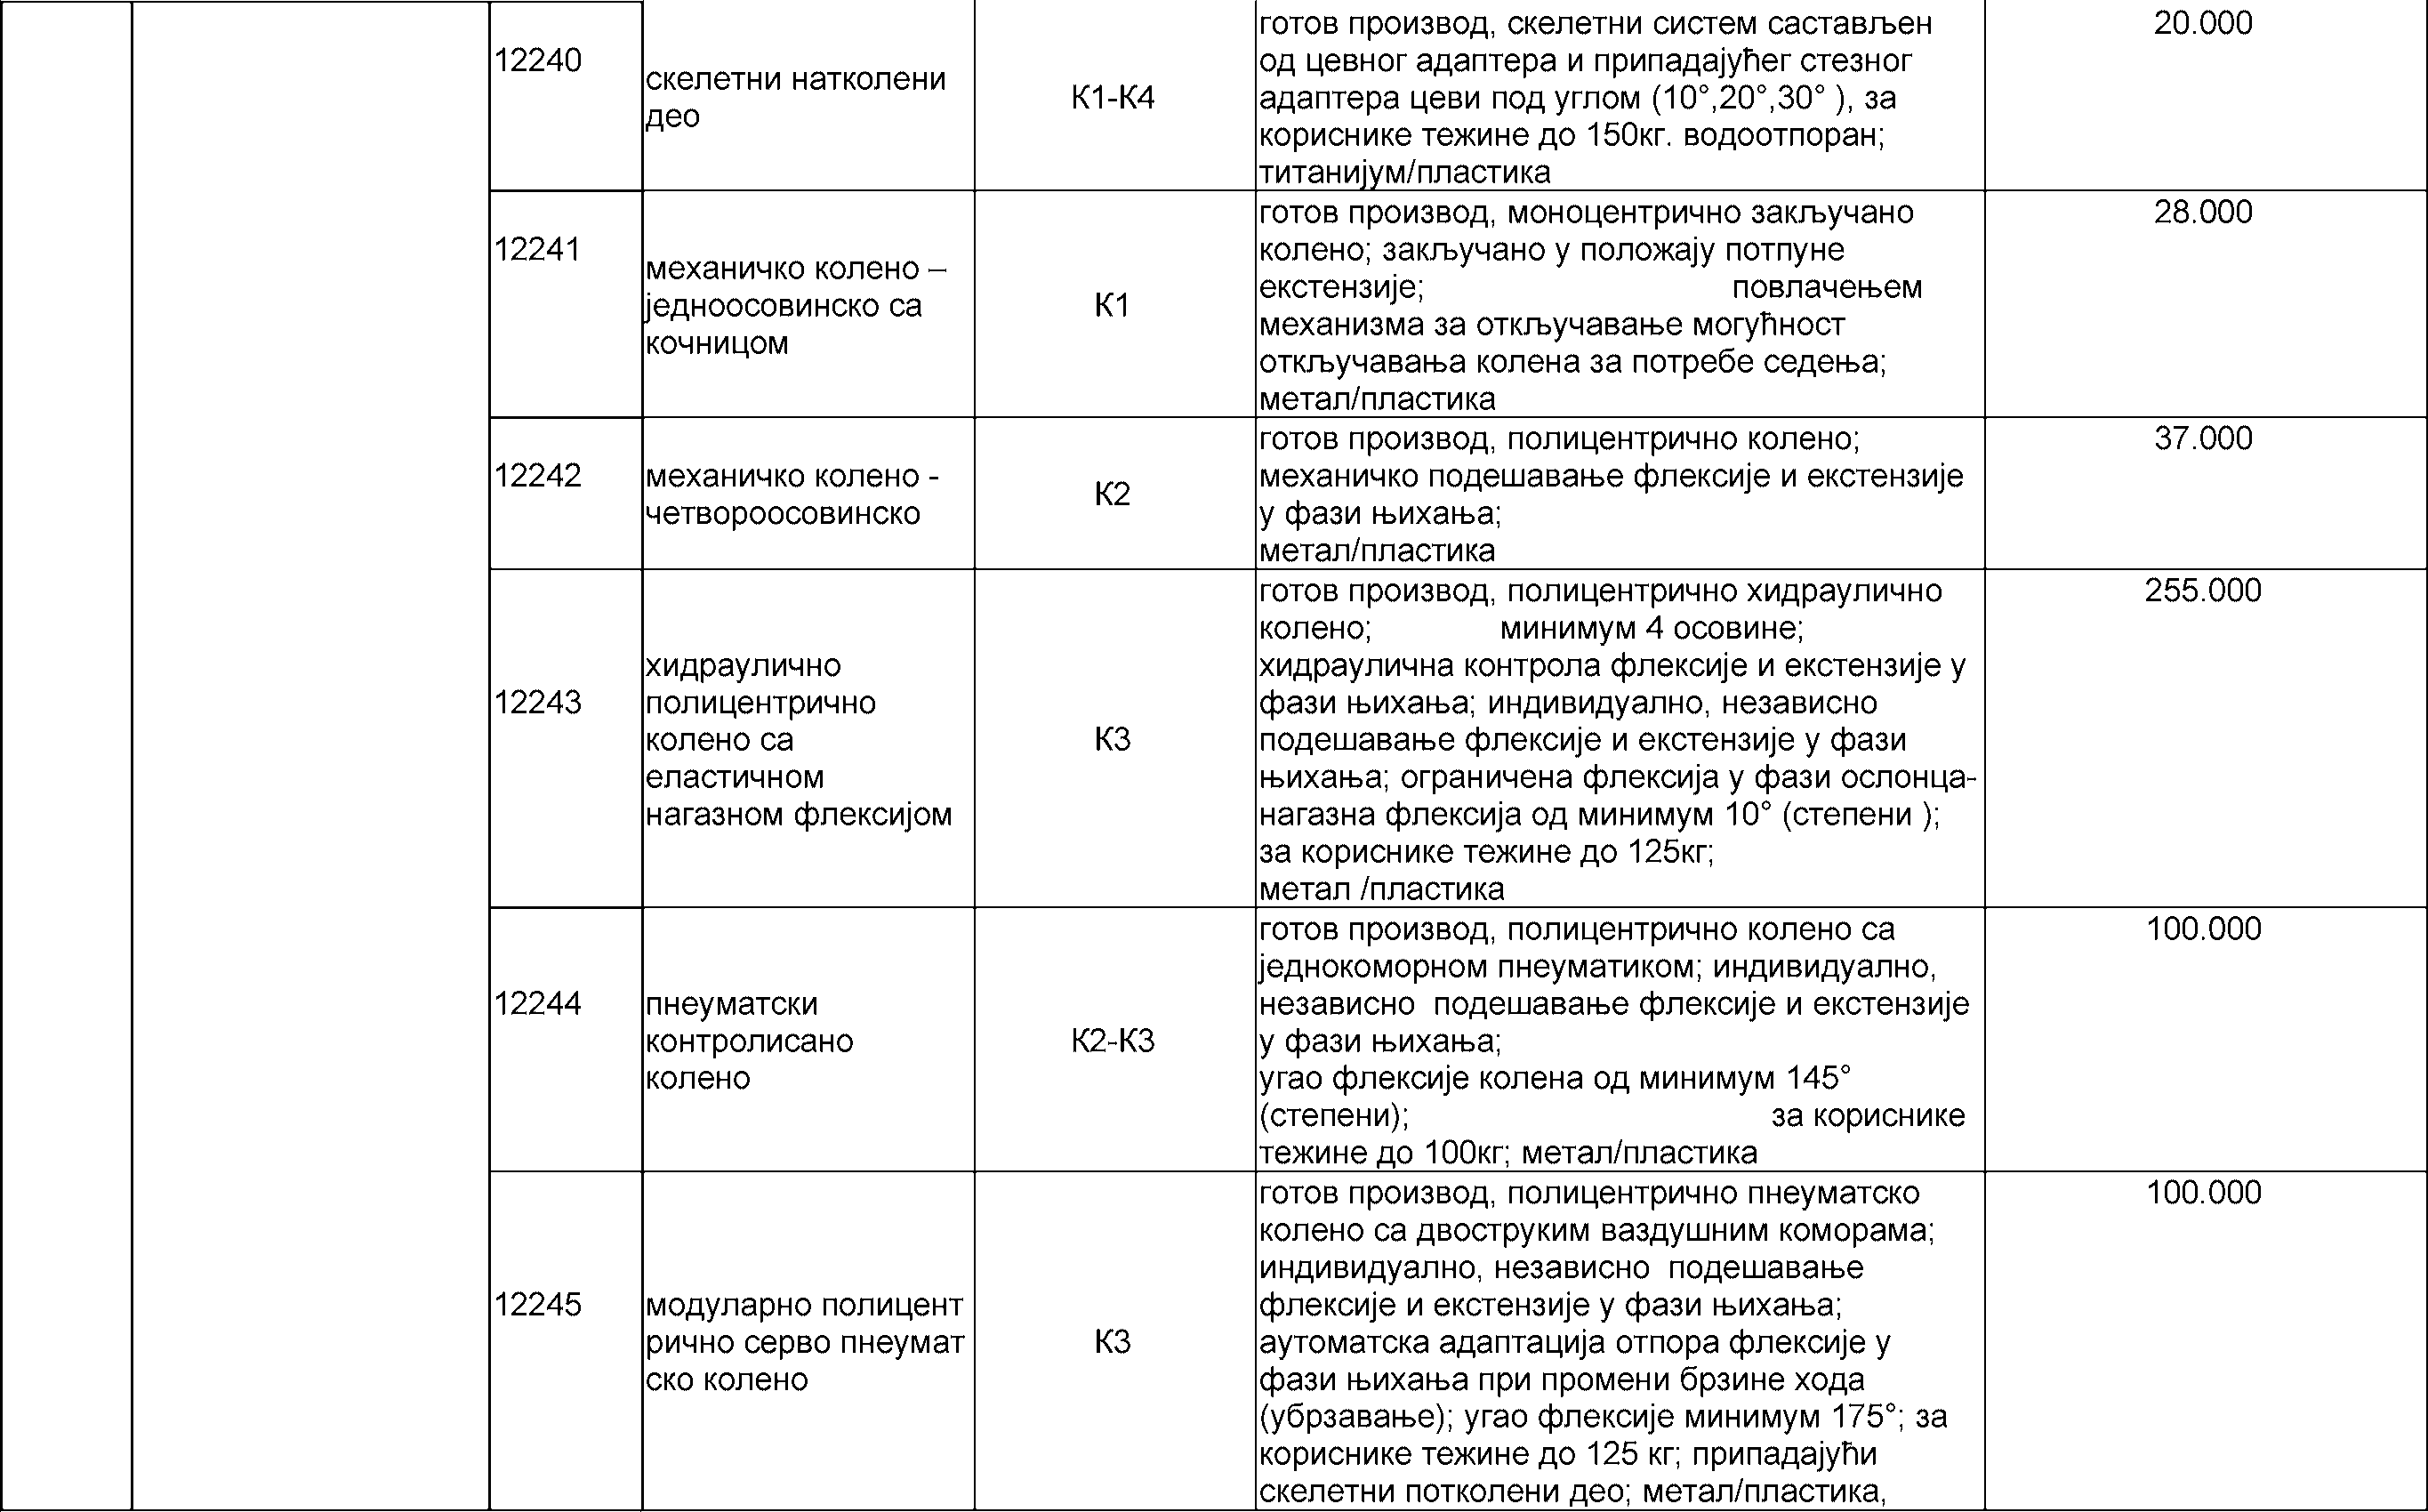 12240
скелетни натколени
део
К1-К4
готов производ, скелетни систем састављен
од цевног адаптера и припадајућег стезног
адаптера цеви под углом (10°,20°,30° ), за
кориснике тежине до 150кг. водоотпоран;
титанијум/пластика
20.000
12241
механичко колено –
једноосовинско са
кочницом
К1
готов производ, моноцентрично закључано
колено; закључано у положају потпуне
екстензије; повлачењем
механизма за откључавање могућност
откључавања колена за потребе седења;
метал/пластика
28.000
12242
механичко колено -
четвороосовинско
К2
готов производ, полицентрично колено;
механичко подешавање флексије и екстензије
у фази њихања;
метал/пластика
37.000
12243
хидраулично
полицентрично
колено са
еластичном
нагазном флексијом
К3
готов производ, полицентрично хидраулично
колено; минимум 4 осовине;
хидраулична контрола флексије и екстензије у
фази њихања; индивидуално, независно
подешавање флексије и екстензије у фази
њихања; ограничена флексија у фази ослонца-
нагазна флексија од минимум 10° (степени );
за кориснике тежине до 125кг;
метал /пластика
255.000
12244
пнеуматски
контролисано
колено
К2-К3
готов производ, полицентрично колено са
једнокоморном пнеуматиком; индивидуално,
независно  подешавање флексије и екстензије
у фази њихања;
угао флексије колена од минимум 145°
(степени); за кориснике
тежине до 100кг; метал/пластика
100.000
12245
модуларно полицент
рично серво пнеумат
ско колено
К3
готов производ, полицентрично пнеуматско
колено са двоструким ваздушним коморама;
индивидуално, независно  подешавање
флексије и екстензије у фази њихања;
аутоматска адаптација отпора флексије у
фази њихања при промени брзине хода
(убрзавање); угао флексије минимум 175°; за
кориснике тежине до 125 кг; припадајући
скелетни потколени део; метал/пластика,
100.000